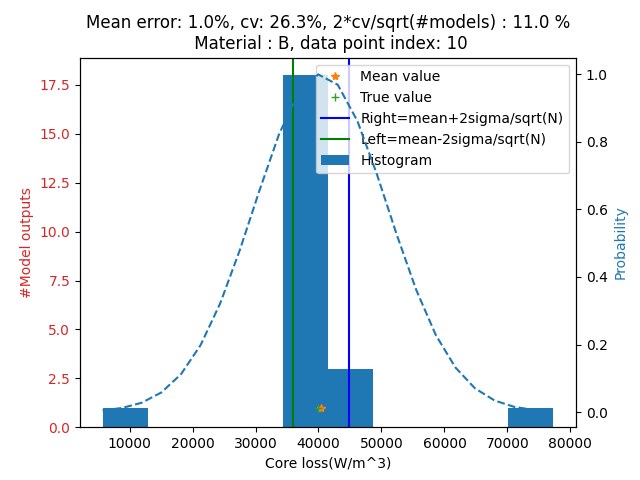 Mean error: 1.0%, cv: 26.3%, 2*cv/sqrt(#models) : 11.0 %
Material : B, data point index: 10
Mean value
True value
Right=mean+2sigma/sqrt(N)
Left=mean-2sigma/sqrt(N)
Histogram
#Model outputs
17.5
15.0
12.5
10.0
7.5
5.0
2.5
0.0
1.0
0.8
0.6
0.4
0.2
0.0
Probability
10000 20000 30000 40000 50000 60000 70000 80000
Core loss(W/m^3)